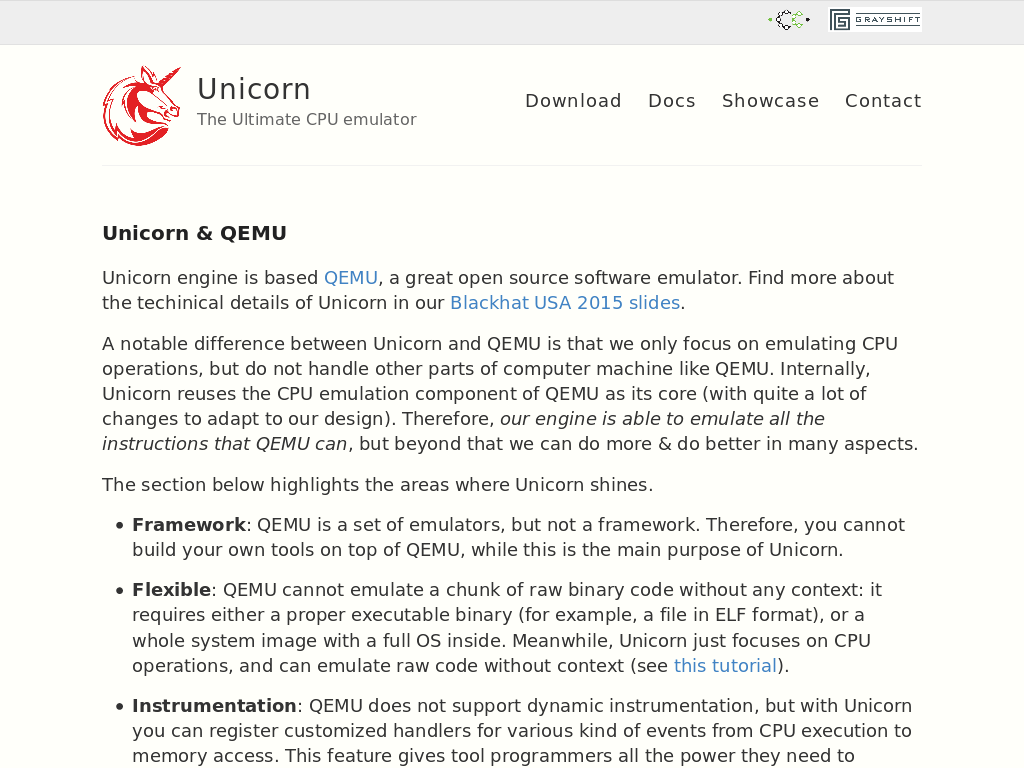 GRAYSHIFT
Unicorn
The Ultimate CPU emulator
Download Docs Showcase Contact
Unicorn & QEMU
Unicorn engine is based QEMU, a great open source software emulator. Find more about
the techinical details of Unicorn in our Blackhat USA 2015 slides.
A notable difference between Unicorn and QEMU is that we only focus on emulating CPU
operations, but do not handle other parts of computer machine like QEMU. Internally,
Unicorn reuses the CPU emulation component of QEMU as its core (with quite a lot of
changes to adapt to our design). Therefore, our engine is able to emulate all the
instructions that QEMU can, but beyond that we can do more & do better in many aspects.
The section below highlights the areas where Unicorn shines.
• Framework: QEMU is a set of emulators, but not a framework. Therefore, you cannot
build your own tools on top of QEMU, while this is the main purpose of Unicorn.
• Flexible: QEMU cannot emulate a chunk of raw binary code without any context: it
requires either a proper executable binary (for example, a file in ELF format), or a
whole system image with a full OS inside. Meanwhile, Unicorn just focuses on CPU
operations, and can emulate raw code without context (see this tutorial).
• Instrumentation: QEMU does not support dynamic instrumentation, but with Unicorn
you can register customized handlers for various kind of events from CPU execution to
memory access. This feature gives tool programmers all the power they need to